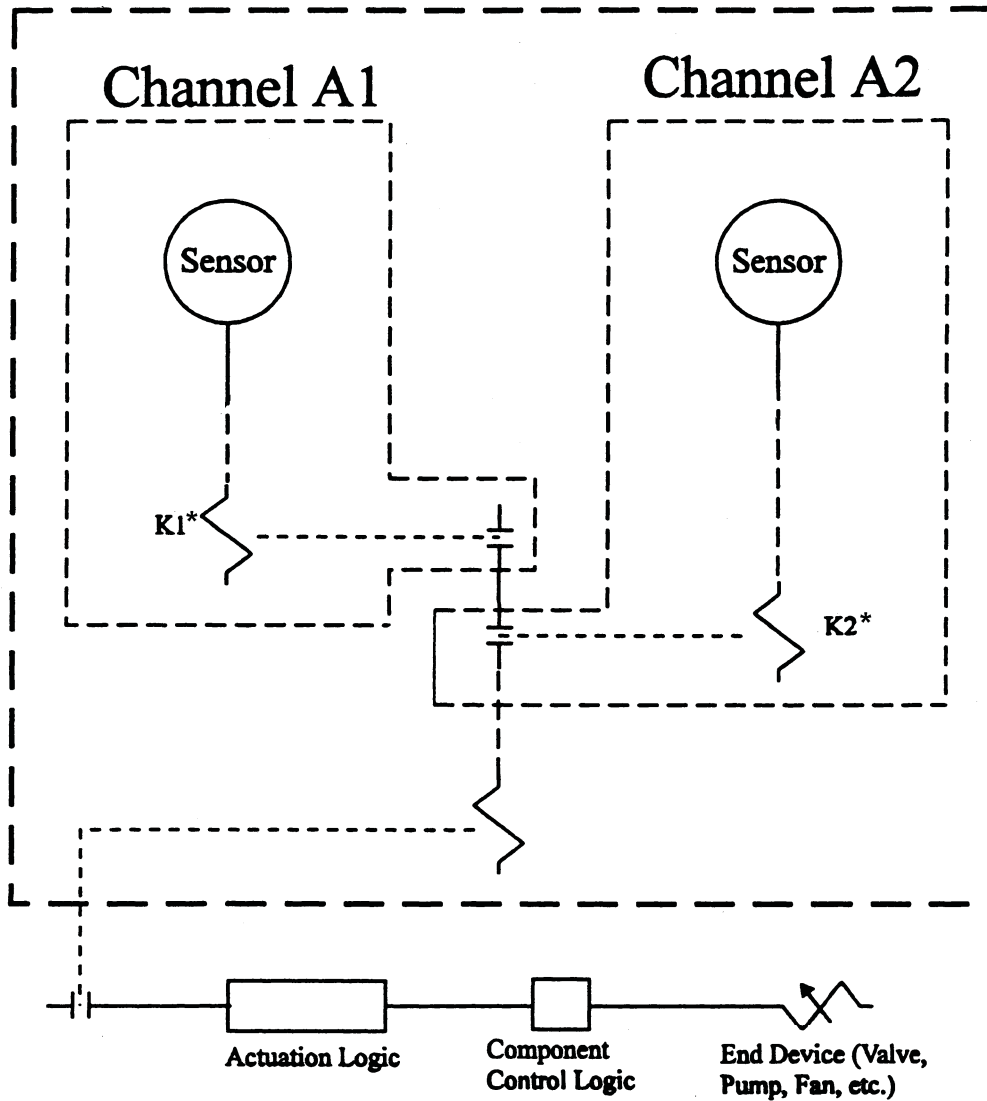 Channel A1
Channel A2
Sensor
Sensor
K1*
K2*
Actuation Logic
Component
Control Logic
End Device (Valve,
Pump, Fan, etc.)